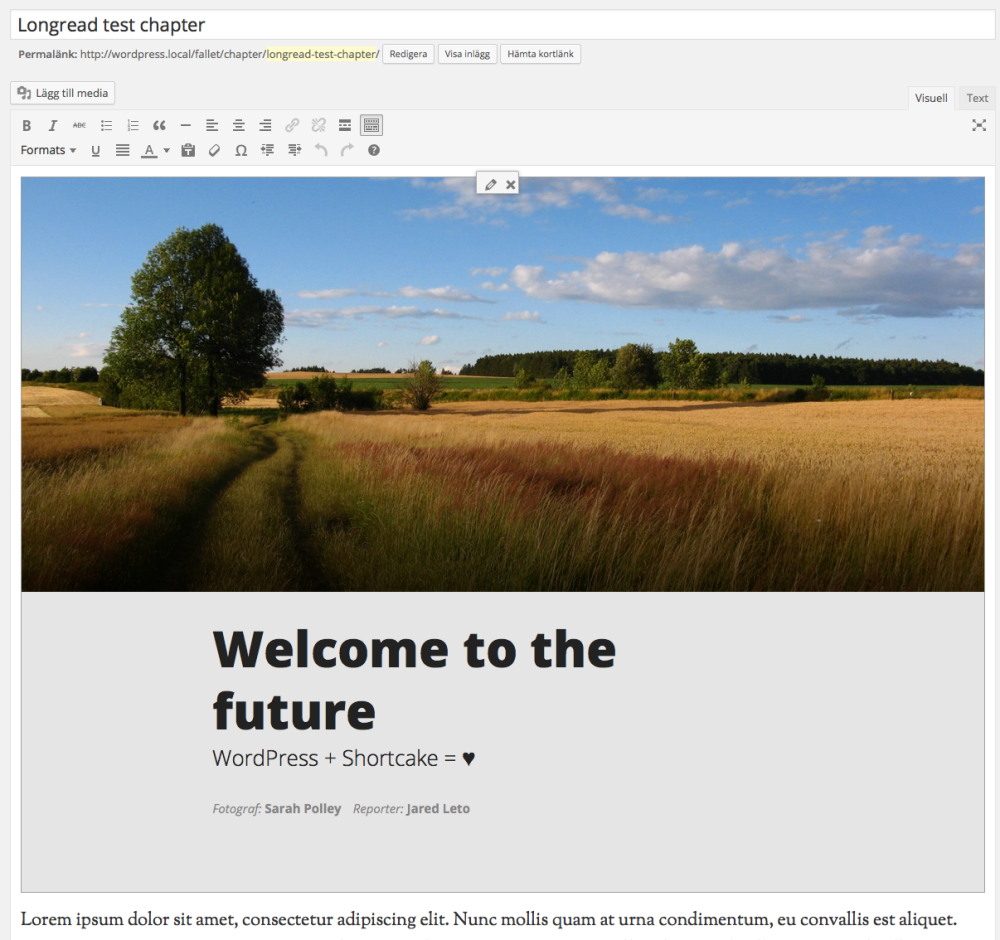 Longread test chapter
Permalänk: http://wordpress.local/fallet/chapter/longread-test-chapter/ Redigera Visa inlägg Hämta kortlänk
Lägg till media
Visuell Text
B I ABC
Formats U A Ω ?
Welcome to the
future
WordPress + Shortcake = ♥
Fotograf: Sarah Polley Reporter: Jared Leto
Lorem ipsum dolor sit amet, consectetur adipiscing elit. Nunc mollis quam at urna condimentum, eu convallis est aliquet.